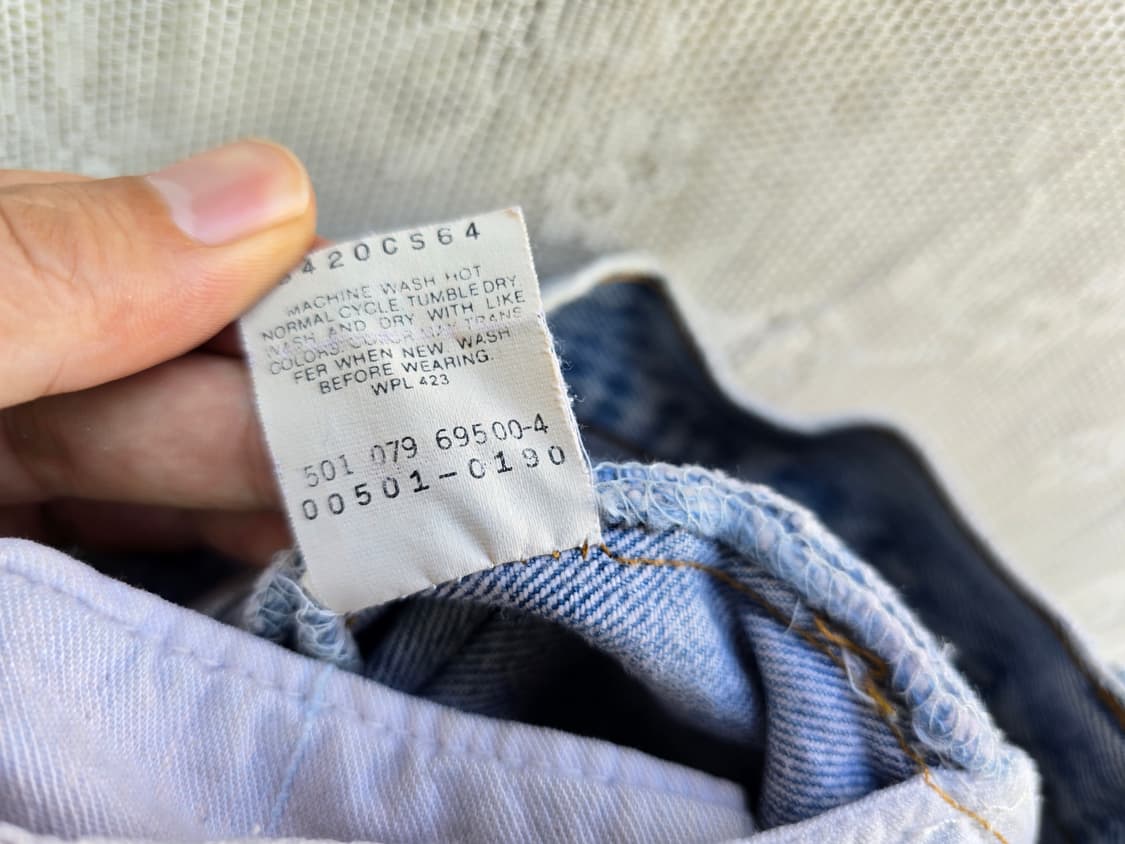 420CS64
MACHINE WASH HOT
NORMAL CYCLE TUMBLE DRY
WASH AND DRY WITH LIKE
COLORS COLOR MAY TRANS
FER WHEN NEW. WASH
BEFORE WEARING.
WPL 423
501 079 69500-4
00501-0190